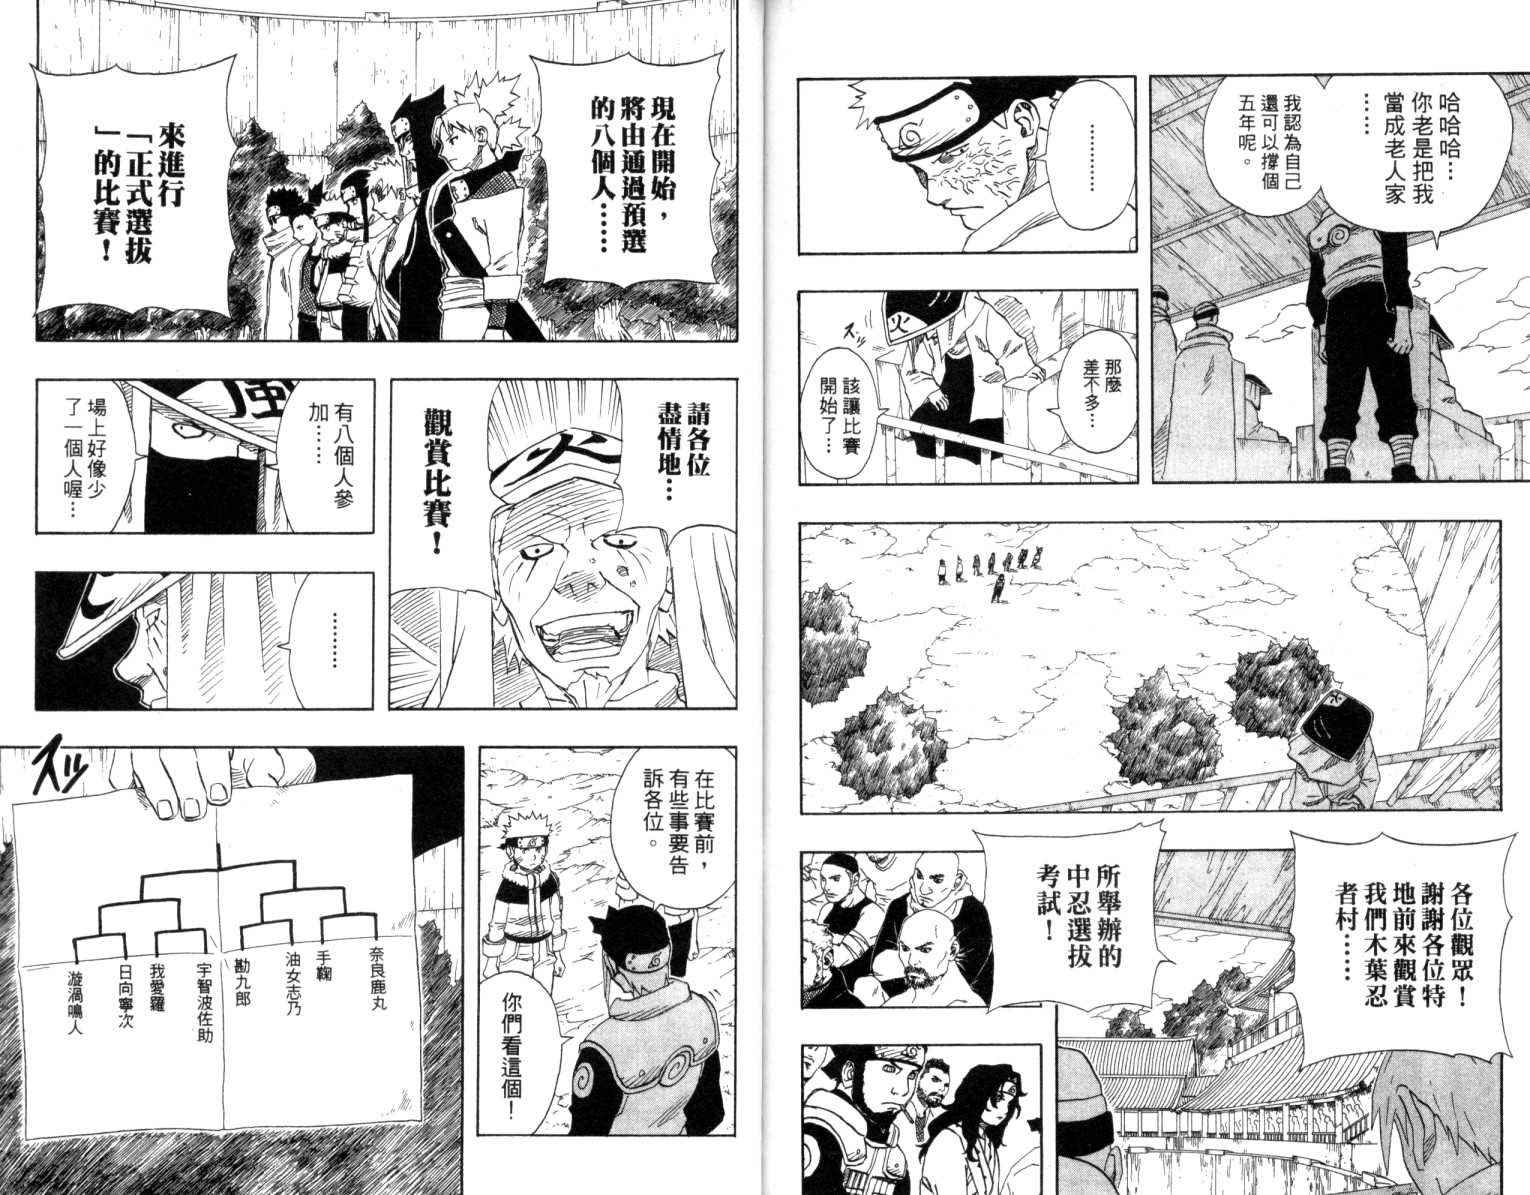 哈哈哈…
你老是把我
當成老人家
……
我認為自己
還可以撐個
五年呢。
………
火
那麼
差不多…
ズッ
該讓比賽
開始了…
火
各位觀眾！
謝謝各位特
地前來觀賞
我們木葉忍
者村……
所舉辦的
中忍選拔
考試！
現在開始，
將由通過預選
的八個人……
來進行
「正式選拔
」的比賽！
請各位
盡情地…
觀賞比賽！
火
有八個人參
加……
風
場上好像少
了一個人喔…
………
在比賽前，
有些事要告
訴各位。
你們看這個！
ズッ
奈良鹿丸
手鞠
油女志乃
勘九郎
宇智波佐助
我愛羅
日向寧次
漩渦鳴人